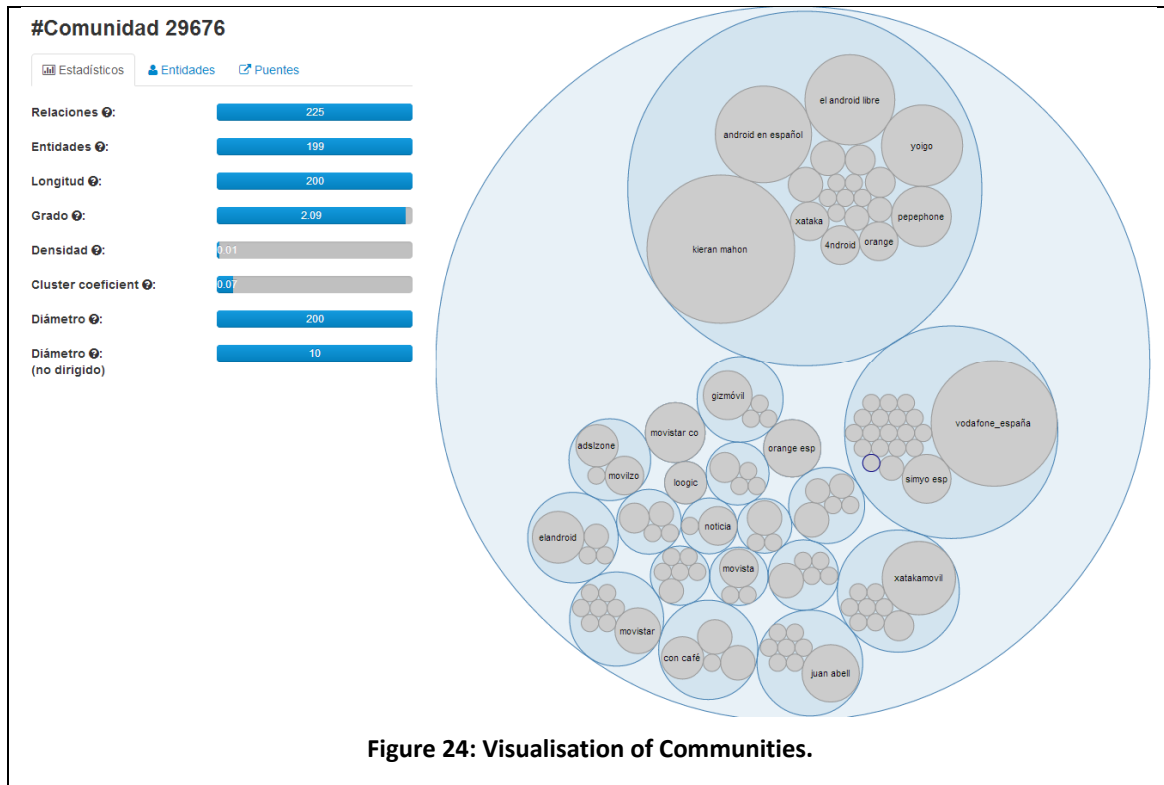 #Comunidad 29676
Estadísticos
Entidades
Puentes
Relaciones ?:
225
Entidades ?:
199
Longitud ?:
200
Grado ?:
2.09
Densidad ?:
0.01
Cluster coeficient ?:
0.07
Diámetro ?:
200
Diámetro ?:
(no dirigido)
10
el android libre
android en español
yoigo
xataka
pepephone
4ndroid
orange
kieran mahon
gizmóvil
movistar co
orange esp
adslzone
movilzo
loogic
vodafone_españa
simyo esp
elandroid
noticia
movista
xatakamovil
movistar
con café
juan abell
Figure 24: Visualisation of Communities.